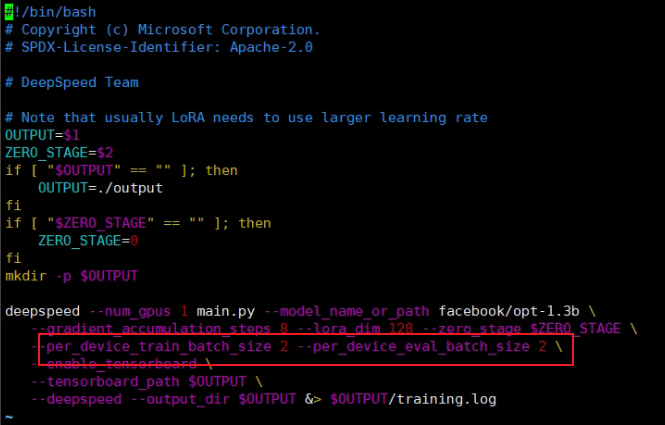 #!/bin/bash
# Copyright (c) Microsoft Corporation.
# SPDX-License-Identifier: Apache-2.0

# DeepSpeed Team

# Note that usually LoRA needs to use larger learning rate
OUTPUT=$1
ZERO_STAGE=$2
if [ "$OUTPUT" == "" ]; then
    OUTPUT=./output
fi
if [ "$ZERO_STAGE" == "" ]; then
    ZERO_STAGE=0
fi
mkdir -p $OUTPUT

deepspeed --num_gpus 1 main.py --model_name_or_path facebook/opt-1.3b \
   --gradient_accumulation_steps 8 --lora_dim 128 --zero_stage $ZERO_STAGE \
   --per_device_train_batch_size 2 --per_device_eval_batch_size 2 \
   --enable_tensorboard \
   --tensorboard_path $OUTPUT \
   --deepspeed --output_dir $OUTPUT &> $OUTPUT/training.log
~